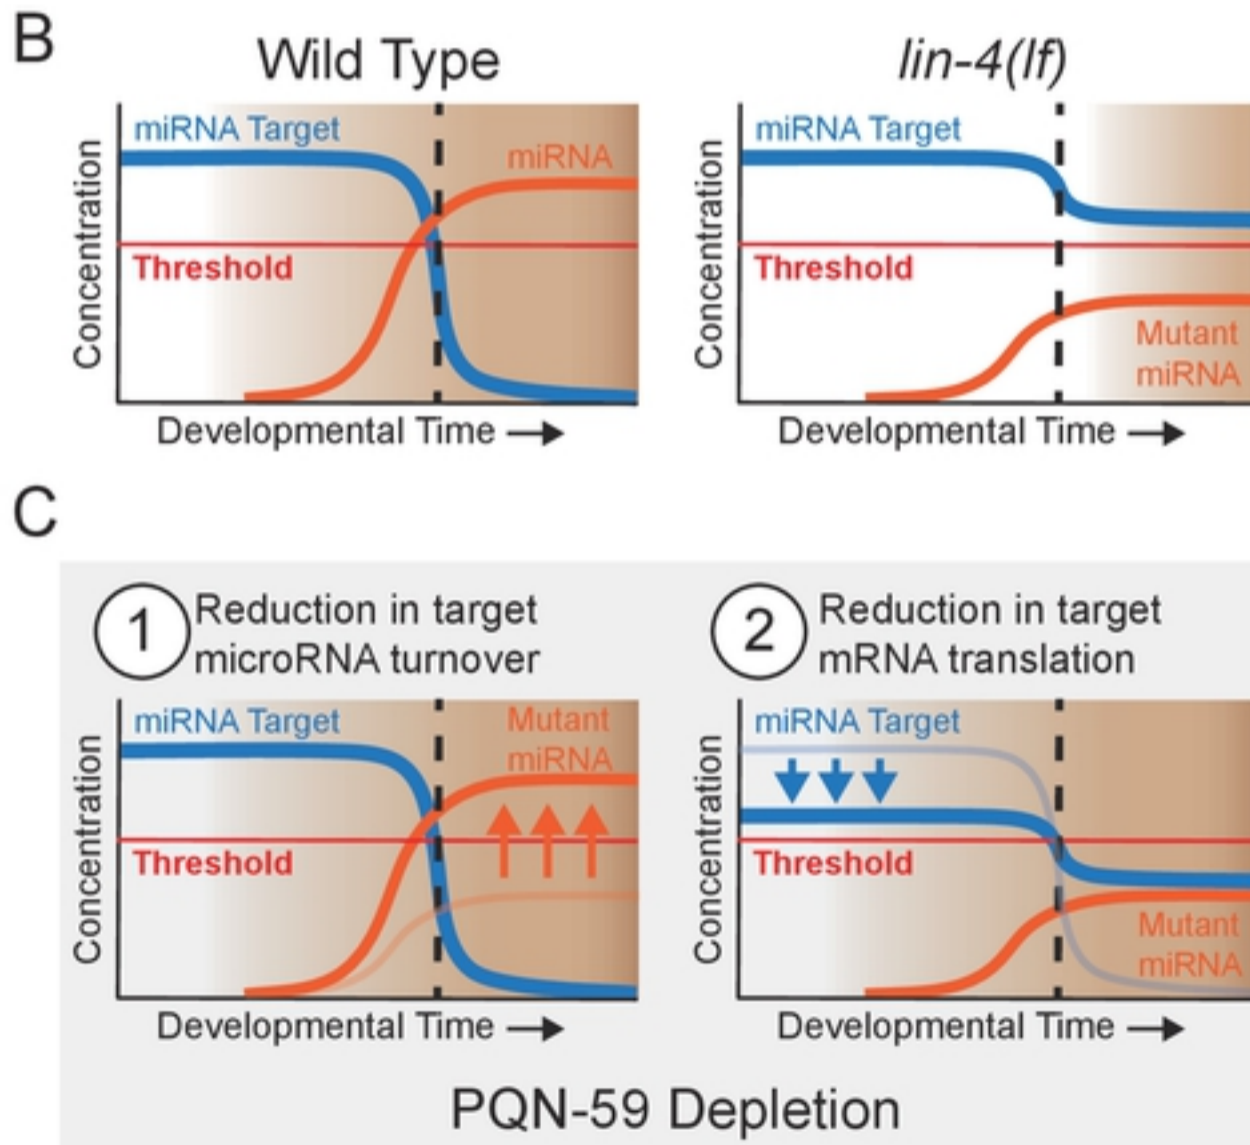 B
Wild Type
lin-4(lf)
miRNA Target
miRNA
Threshold
Concentration
Developmental Time →
miRNA Target
Threshold
Mutant
miRNA
Concentration
Developmental Time →
C
1
Reduction in target
microRNA turnover
2
Reduction in target
mRNA translation
miRNA Target
Mutant
miRNA
Threshold
Concentration
Developmental Time →
miRNA Target
Threshold
Mutant
miRNA
Concentration
Developmental Time →
PQN-59 Depletion